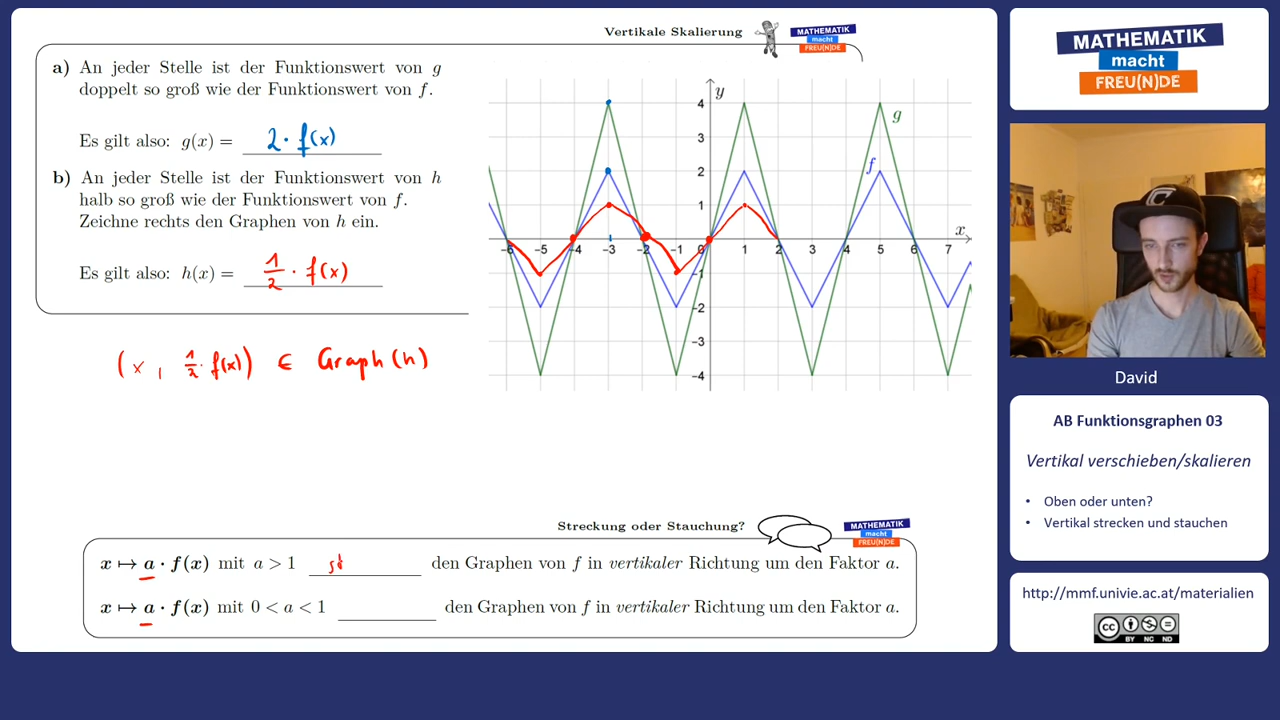 Vertikale Skalierung
MATHEMATIK
macht
FREU(N)DE
a) An jeder Stelle ist der Funktionswert von g
doppelt so groß wie der Funktionswert von f.
Es gilt also: g(x) = 2 · f(x)
b) An jeder Stelle ist der Funktionswert von h
halb so groß wie der Funktionswert von f.
Zeichne rechts den Graphen von h ein.
Es gilt also: h(x) = 1/2 · f(x)
(x, 1/2 · f(x)) ∈ Graph(h)
y
4
3
2
1
-1
-2
-3
-4
-6 -5 -4 -3 -2 -1 0 1 2 3 4 5 6 7
x
g
f
Streckung oder Stauchung?
MATHEMATIK
macht
FREU(N)DE
x ↦ a · f(x) mit a > 1 st den Graphen von f in vertikaler Richtung um den Faktor a.
x ↦ a · f(x) mit 0 < a < 1 den Graphen von f in vertikaler Richtung um den Faktor a.
MATHEMATIK
macht
FREU(N)DE
David
AB Funktionsgraphen 03
Vertikal verschieben/skalieren
• Oben oder unten?
• Vertikal strecken und stauchen
http://mmf.univie.ac.at/materialien
CC BY NC ND